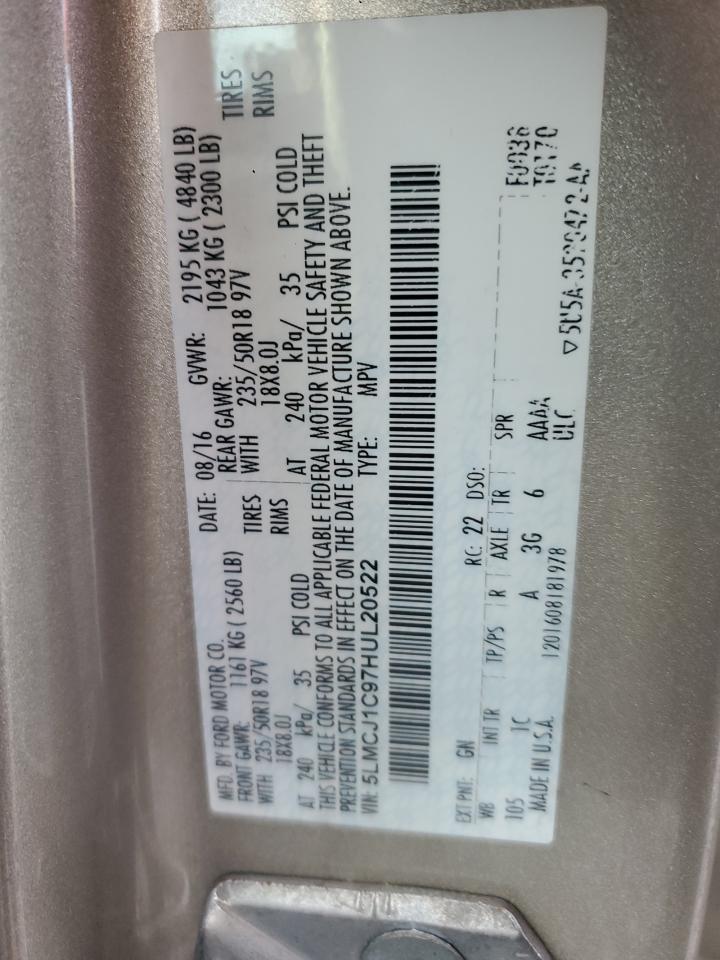 MFD. BY FORD MOTOR CO.
DATE: 08/16 GVWR: 2195 KG ( 4840 LB)
FRONT GAWR: 1161 KG ( 2560 LB)
REAR GAWR: 1043 KG ( 2300 LB)
WITH 235/50R18 97V TIRES
WITH 235/50R18 97V TIRES
18X8.0J RIMS
18X8.0J RIMS
AT 240 kPa/ 35 PSI COLD
AT 240 kPa/ 35 PSI COLD
THIS VEHICLE CONFORMS TO ALL APPLICABLE FEDERAL MOTOR VEHICLE SAFETY AND THEFT
PREVENTION STANDARDS IN EFFECT ON THE DATE OF MANUFACTURE SHOWN ABOVE.
VIN: 5LMCJ1C97HUL20522 TYPE: MPV
EXT PNT: GN RC: 22 DSO:
WB INT TR TP/PS R AXLE TR SPR
105 1C A 3G 6 AAAA
MADE IN U.S.A. 1201608181978 ULC
F0036
T0170